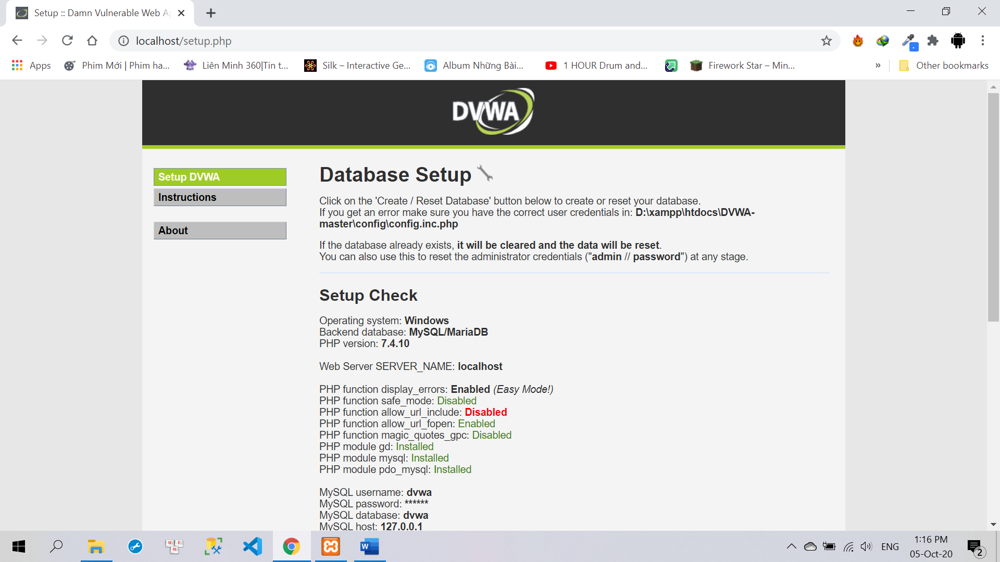 Setup :: Damn Vulnerable Web A
localhost/setup.php
Apps
Phim Mới | Phim ha...
Liên Minh 360|Tin t...
Silk – Interactive Ge...
Album Những Bài...
1 HOUR Drum and...
Firework Star – Min...
»
Other bookmarks
DVWA
Setup DVWA
Instructions
About
Database Setup
Click on the 'Create / Reset Database' button below to create or reset your database.
If you get an error make sure you have the correct user credentials in: D:\xampp\htdocs\DVWA-
master\config\config.inc.php
If the database already exists, it will be cleared and the data will be reset.
You can also use this to reset the administrator credentials ("admin // password") at any stage.
Setup Check
Operating system: Windows
Backend database: MySQL/MariaDB
PHP version: 7.4.10
Web Server SERVER_NAME: localhost
PHP function display_errors: Enabled (Easy Mode!)
PHP function safe_mode: Disabled
PHP function allow_url_include: Disabled
PHP function allow_url_fopen: Enabled
PHP function magic_quotes_gpc: Disabled
PHP module gd: Installed
PHP module mysql: Installed
PHP module pdo_mysql: Installed
MySQL username: dvwa
MySQL password: ******
MySQL database: dvwa
MySQL host: 127.0.0.1
u n i
W
ENG
1:16 PM
05-Oct-20
2